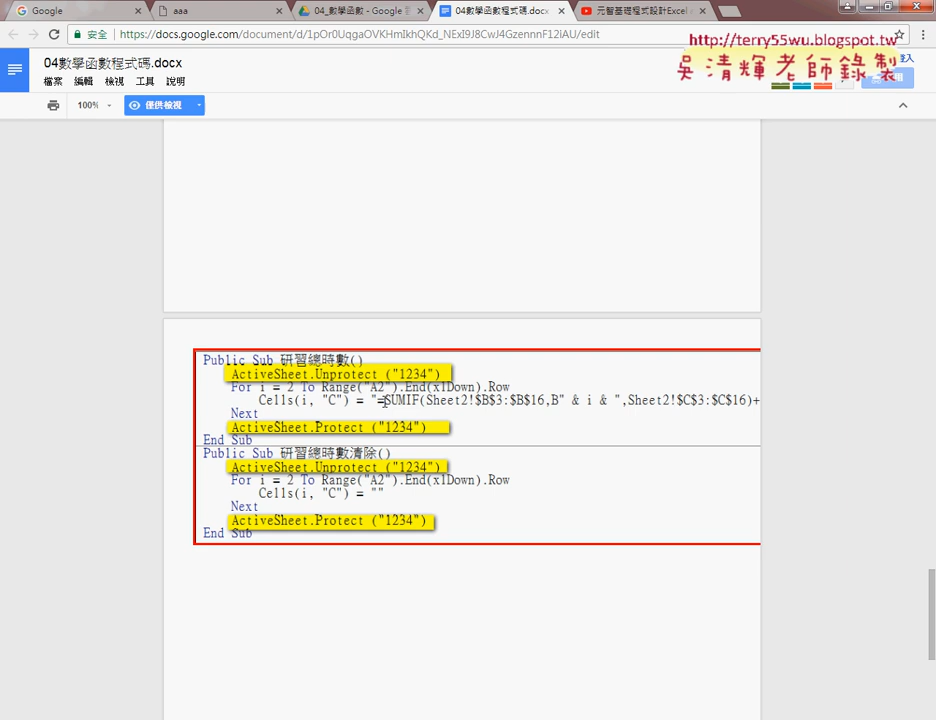 Google
aaa
04_數學函數 - Google
04數學函數程式碼.docx
元智基礎程式設計Excel
安全
https://docs.google.com/document/d/1pOr0UqgaOVKHmIkhQKd_NExI9J8CwJ4GzennnF12iAU/edit
http://terry55wu.blogspot.tw
吳清輝老師錄製
04數學函數程式碼.docx
檔案 編輯 檢視 工具 說明
100%
僅供檢視
Public Sub 研習總時數()
ActiveSheet.Unprotect ("1234")
For i = 2 To Range("A2").End(xlDown).Row
Cells(i, "C") = "=SUMIF(Sheet2!$B$3:$B$16,B" & i & ",Sheet2!$C$3:$C$16)+
Next
ActiveSheet.Protect ("1234")
End Sub
Public Sub 研習總時數清除()
ActiveSheet.Unprotect ("1234")
For i = 2 To Range("A2").End(xlDown).Row
Cells(i, "C") = ""
Next
ActiveSheet.Protect ("1234")
End Sub